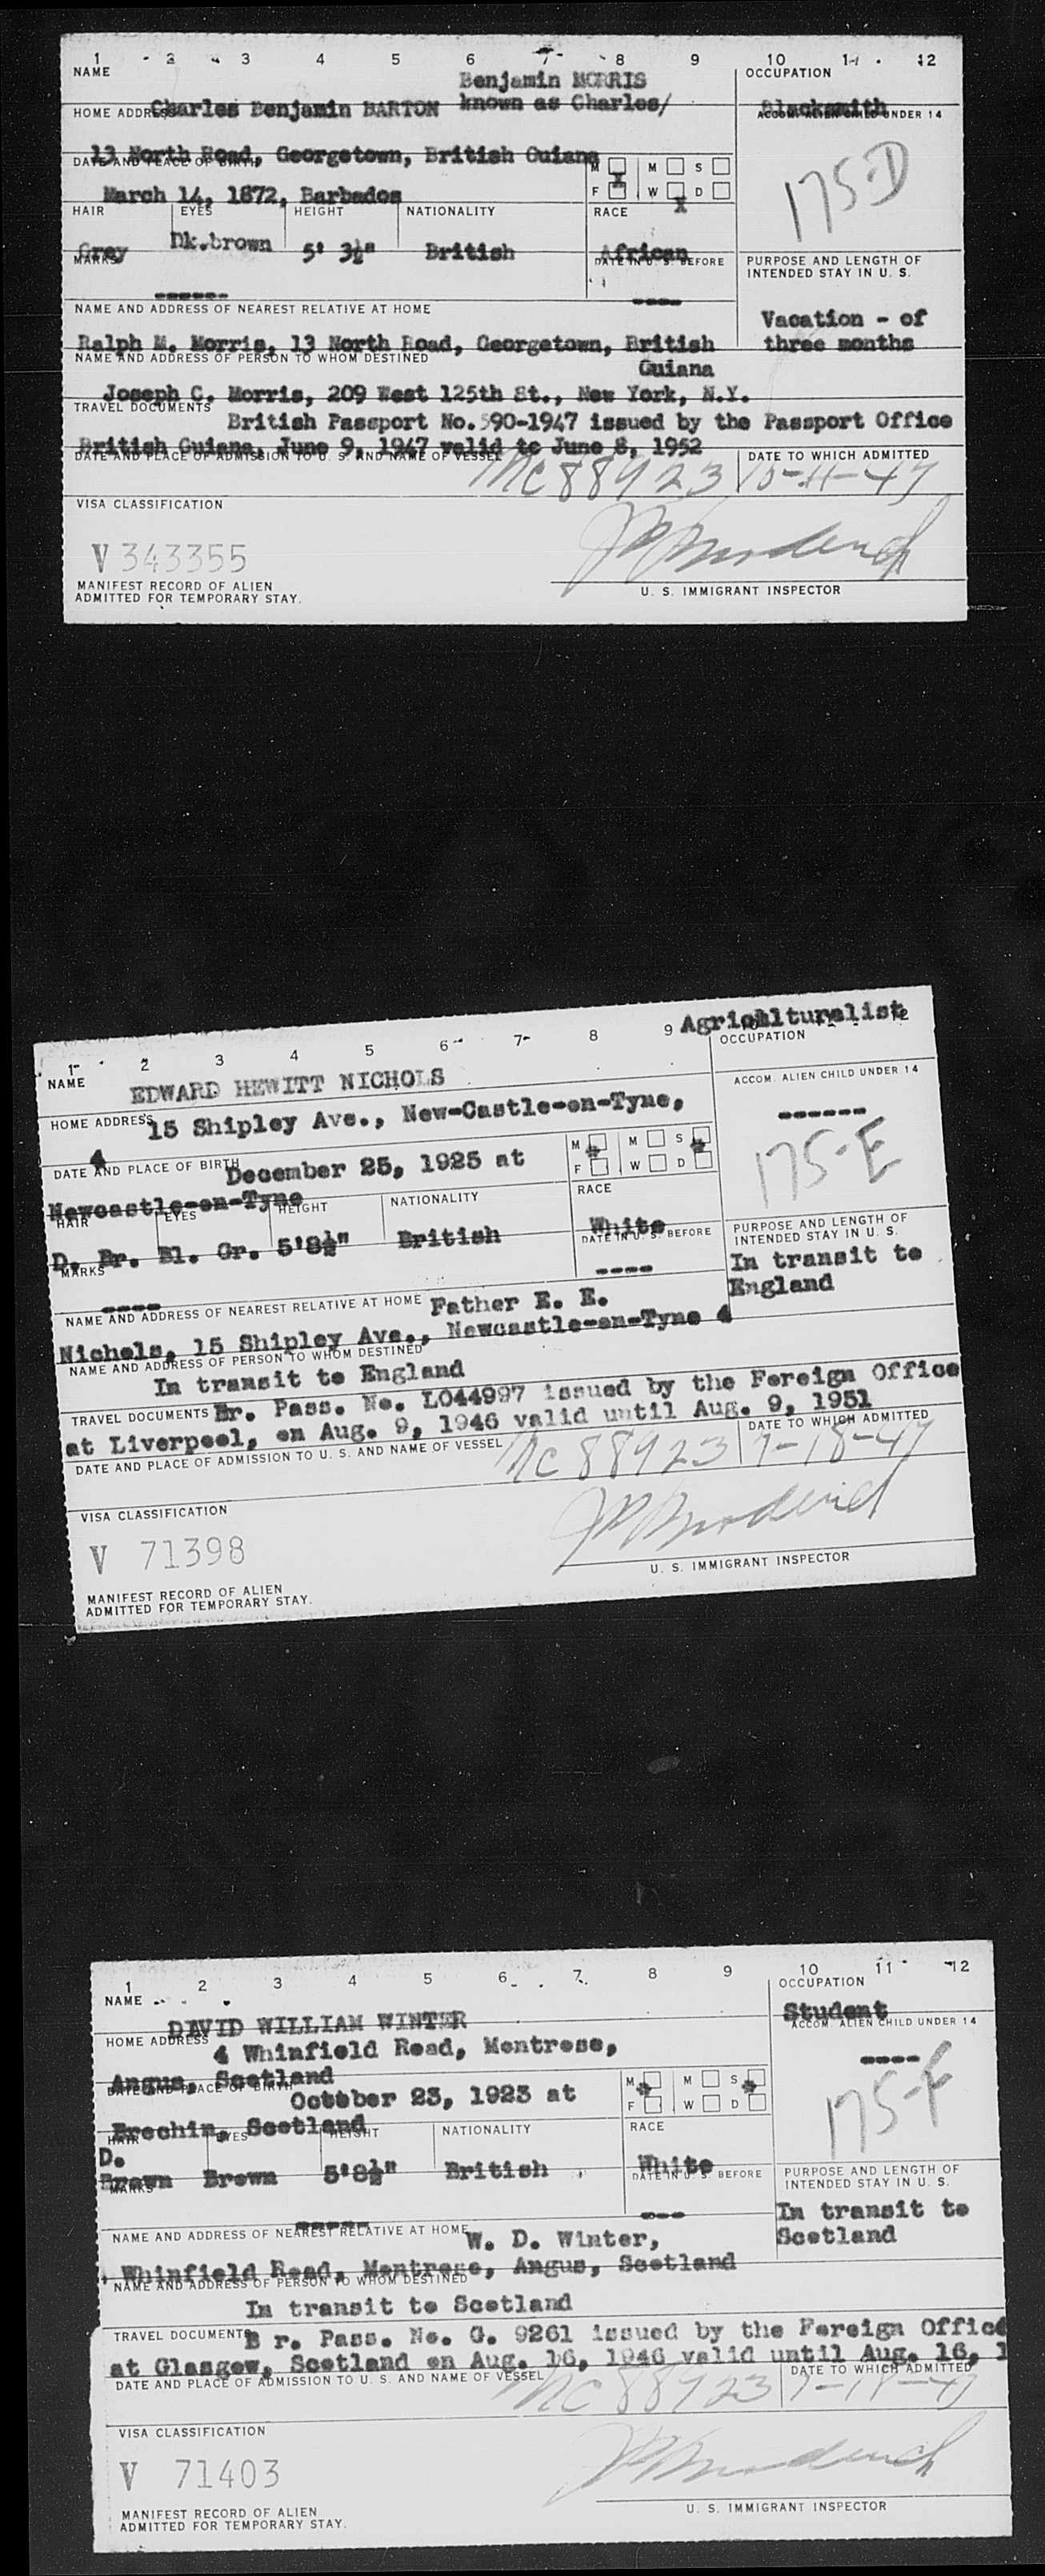 1 2 3 4 5 6 7 8 9 10 11 12
NAME Benjamin MORRIS OCCUPATION
HOME ADDRESS Charles Benjamin BARTON known as Charles/ Blacksmith
ACCOM. ALIEN CHILD UNDER 14
13 North Road, Georgetown, British Guiana
DATE AND PLACE OF BIRTH M M S
March 14, 1872, Barbados X F W D 175-D
HAIR EYES HEIGHT NATIONALITY RACE X
Grey Dk.brown 5' 3½" British African
MARKS DATE IN U. S. BEFORE PURPOSE AND LENGTH OF
INTENDED STAY IN U. S.
------ ----
NAME AND ADDRESS OF NEAREST RELATIVE AT HOME Vacation - of
Ralph M. Morris, 13 North Road, Georgetown, British three months
NAME AND ADDRESS OF PERSON TO WHOM DESTINED Guiana
Joseph C. Morris, 209 West 125th St., New York, N.Y.
TRAVEL DOCUMENTS British Passport No.590-1947 issued by the Passport Office
British Guiana, June 9, 1947 valid to June 8, 1952
DATE AND PLACE OF ADMISSION TO U. S. AND NAME OF VESSEL DATE TO WHICH ADMITTED
NC 88923 10-11-47
VISA CLASSIFICATION
V 343355
MANIFEST RECORD OF ALIEN
ADMITTED FOR TEMPORARY STAY. U. S. IMMIGRANT INSPECTOR
1 2 3 4 5 6 7 8 9 Agricultturalist
OCCUPATION
NAME EDWARD HEWITT NICHOLS
ACCOM. ALIEN CHILD UNDER 14
HOME ADDRESS 15 Shipley Ave., New-Castle-on-Tyne, ------
4
DATE AND PLACE OF BIRTH December 25, 1925 at M M S
F W D 175-E
Newcastle-on-Tyne
HAIR EYES HEIGHT NATIONALITY RACE
D. Br. Bl. Gr. 5'8½" British White
MARKS DATE IN U. S. BEFORE PURPOSE AND LENGTH OF
INTENDED STAY IN U. S.
---- ---- In transit to
NAME AND ADDRESS OF NEAREST RELATIVE AT HOME Father E. E. England
Nichols, 15 Shipley Ave., Newcastle-on-Tyne 4
NAME AND ADDRESS OF PERSON TO WHOM DESTINED
In transit to England
TRAVEL DOCUMENTS Br. Pass. No. L044997 issued by the Foreign Office
at Liverpool, on Aug. 9, 1946 valid until Aug. 9, 1951
DATE AND PLACE OF ADMISSION TO U. S. AND NAME OF VESSEL DATE TO WHICH ADMITTED
NC 88923 7-18-47
VISA CLASSIFICATION
V 71398
U. S. IMMIGRANT INSPECTOR
MANIFEST RECORD OF ALIEN
ADMITTED FOR TEMPORARY STAY.
1 2 3 4 5 6 7 8 9 10 11 12
NAME OCCUPATION
DAVID WILLIAM WINTER Student
HOME ADDRESS 4 Whinfield Road, Montrose, ACCOM. ALIEN CHILD UNDER 14
Angus, Scotland ----
DATE AND PLACE OF BIRTH October 23, 1923 at M M S
F W D 175-F
Brechin, Scotland
HAIR EYES HEIGHT NATIONALITY RACE
D.
Brown Brown 5'8½" British White
MARKS DATE IN U. S. BEFORE PURPOSE AND LENGTH OF
INTENDED STAY IN U. S.
----- --- In transit to
NAME AND ADDRESS OF NEAREST RELATIVE AT HOME W. D. Winter, Scotland
Whinfield Road, Montrose, Angus, Scotland
NAME AND ADDRESS OF PERSON TO WHOM DESTINED
In transit to Scotland
TRAVEL DOCUMENTS B r. Pass. No. G. 9261 issued by the Foreign Office
at Glasgow, Scotland on Aug. 16, 1946 valid until Aug. 16, 1
DATE AND PLACE OF ADMISSION TO U. S. AND NAME OF VESSEL DATE TO WHICH ADMITTED
NC 88923 7-18-47
VISA CLASSIFICATION
V 71403
U. S. IMMIGRANT INSPECTOR
MANIFEST RECORD OF ALIEN
ADMITTED FOR TEMPORARY STAY.